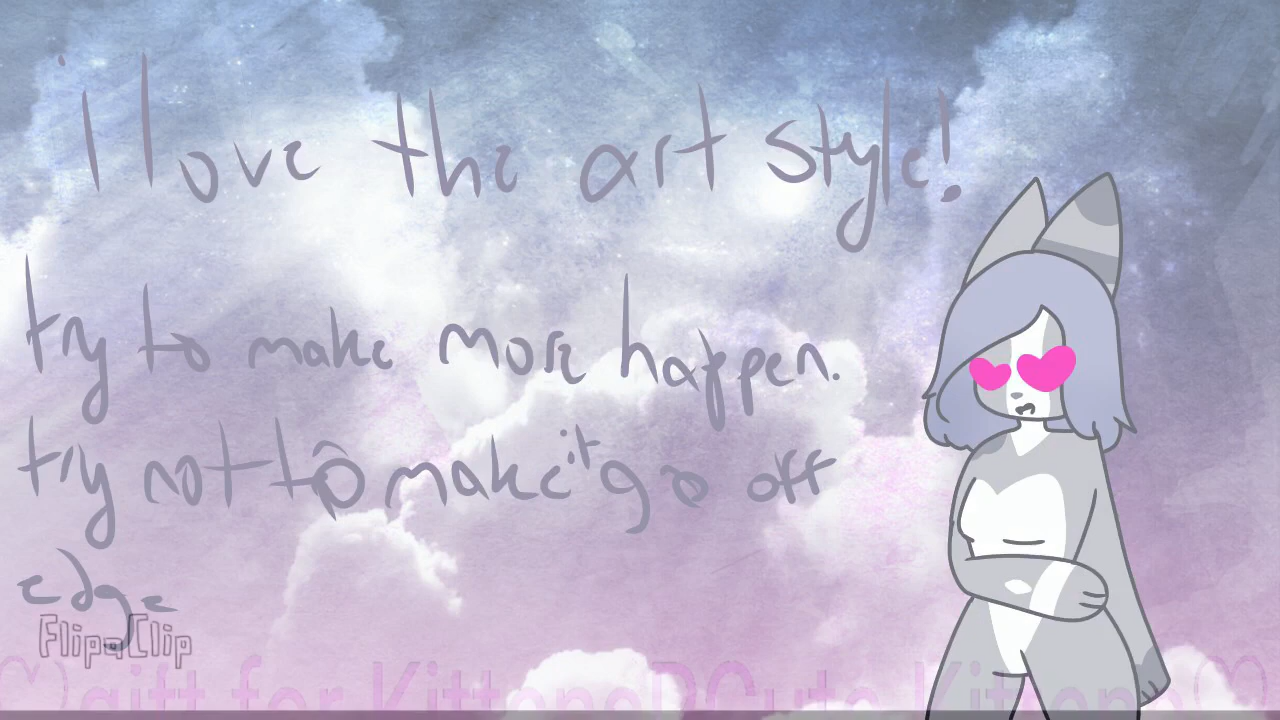 i love the art style!
try to make more happen.
try not to make it go off
edge
FlipaClip
♡gift for KittensRCute Kittens♡